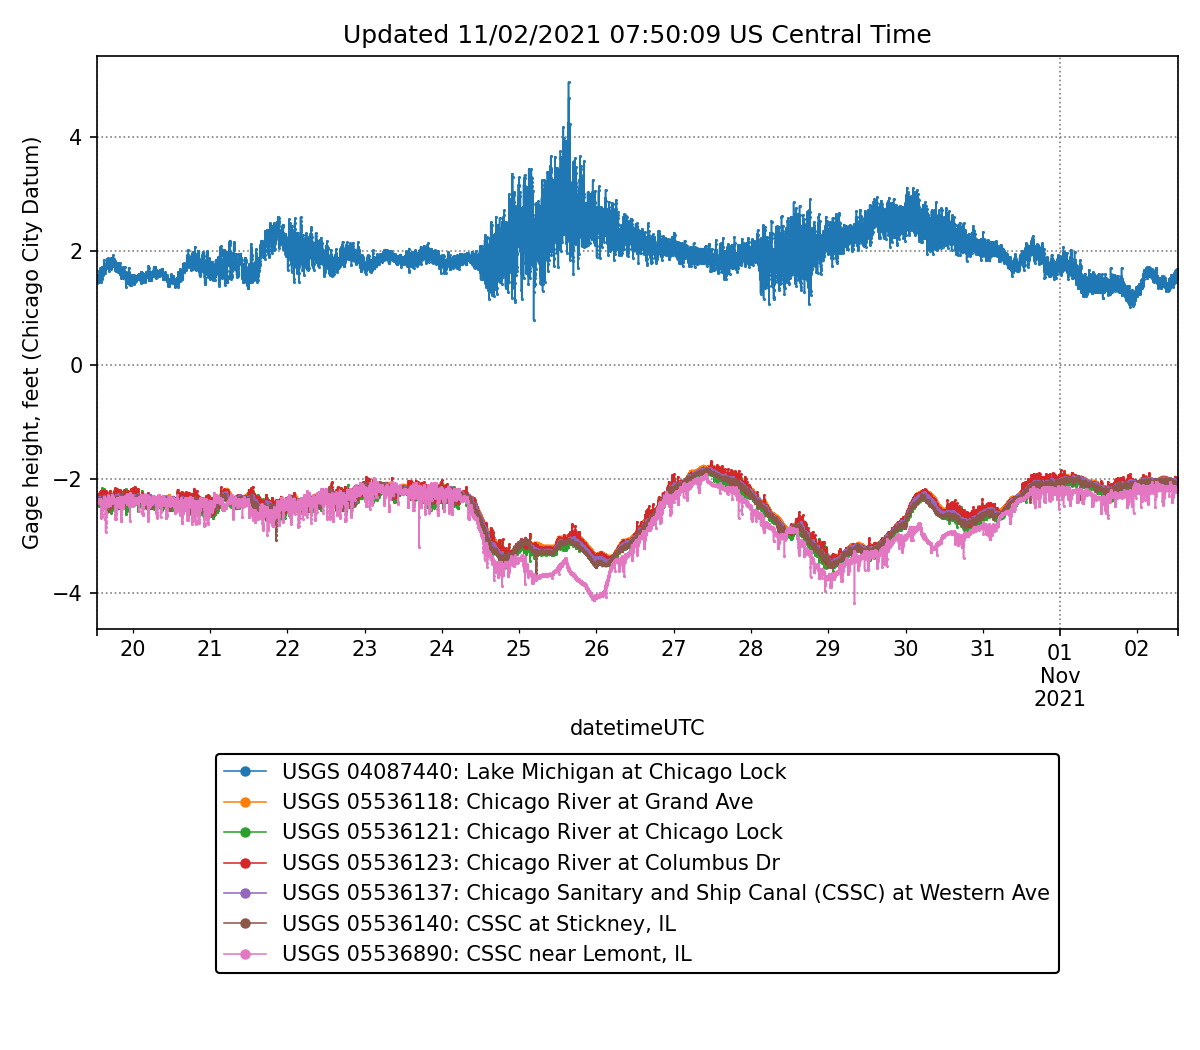 Updated 11/02/2021 07:50:09 US Central Time
Gage height, feet (Chicago City Datum)
4
2
0
−2
−4
20 21 22 23 24 25 26 27 28 29 30 31 01 02
Nov
2021
datetimeUTC
USGS 04087440: Lake Michigan at Chicago Lock
USGS 05536118: Chicago River at Grand Ave
USGS 05536121: Chicago River at Chicago Lock
USGS 05536123: Chicago River at Columbus Dr
USGS 05536137: Chicago Sanitary and Ship Canal (CSSC) at Western Ave
USGS 05536140: CSSC at Stickney, IL
USGS 05536890: CSSC near Lemont, IL